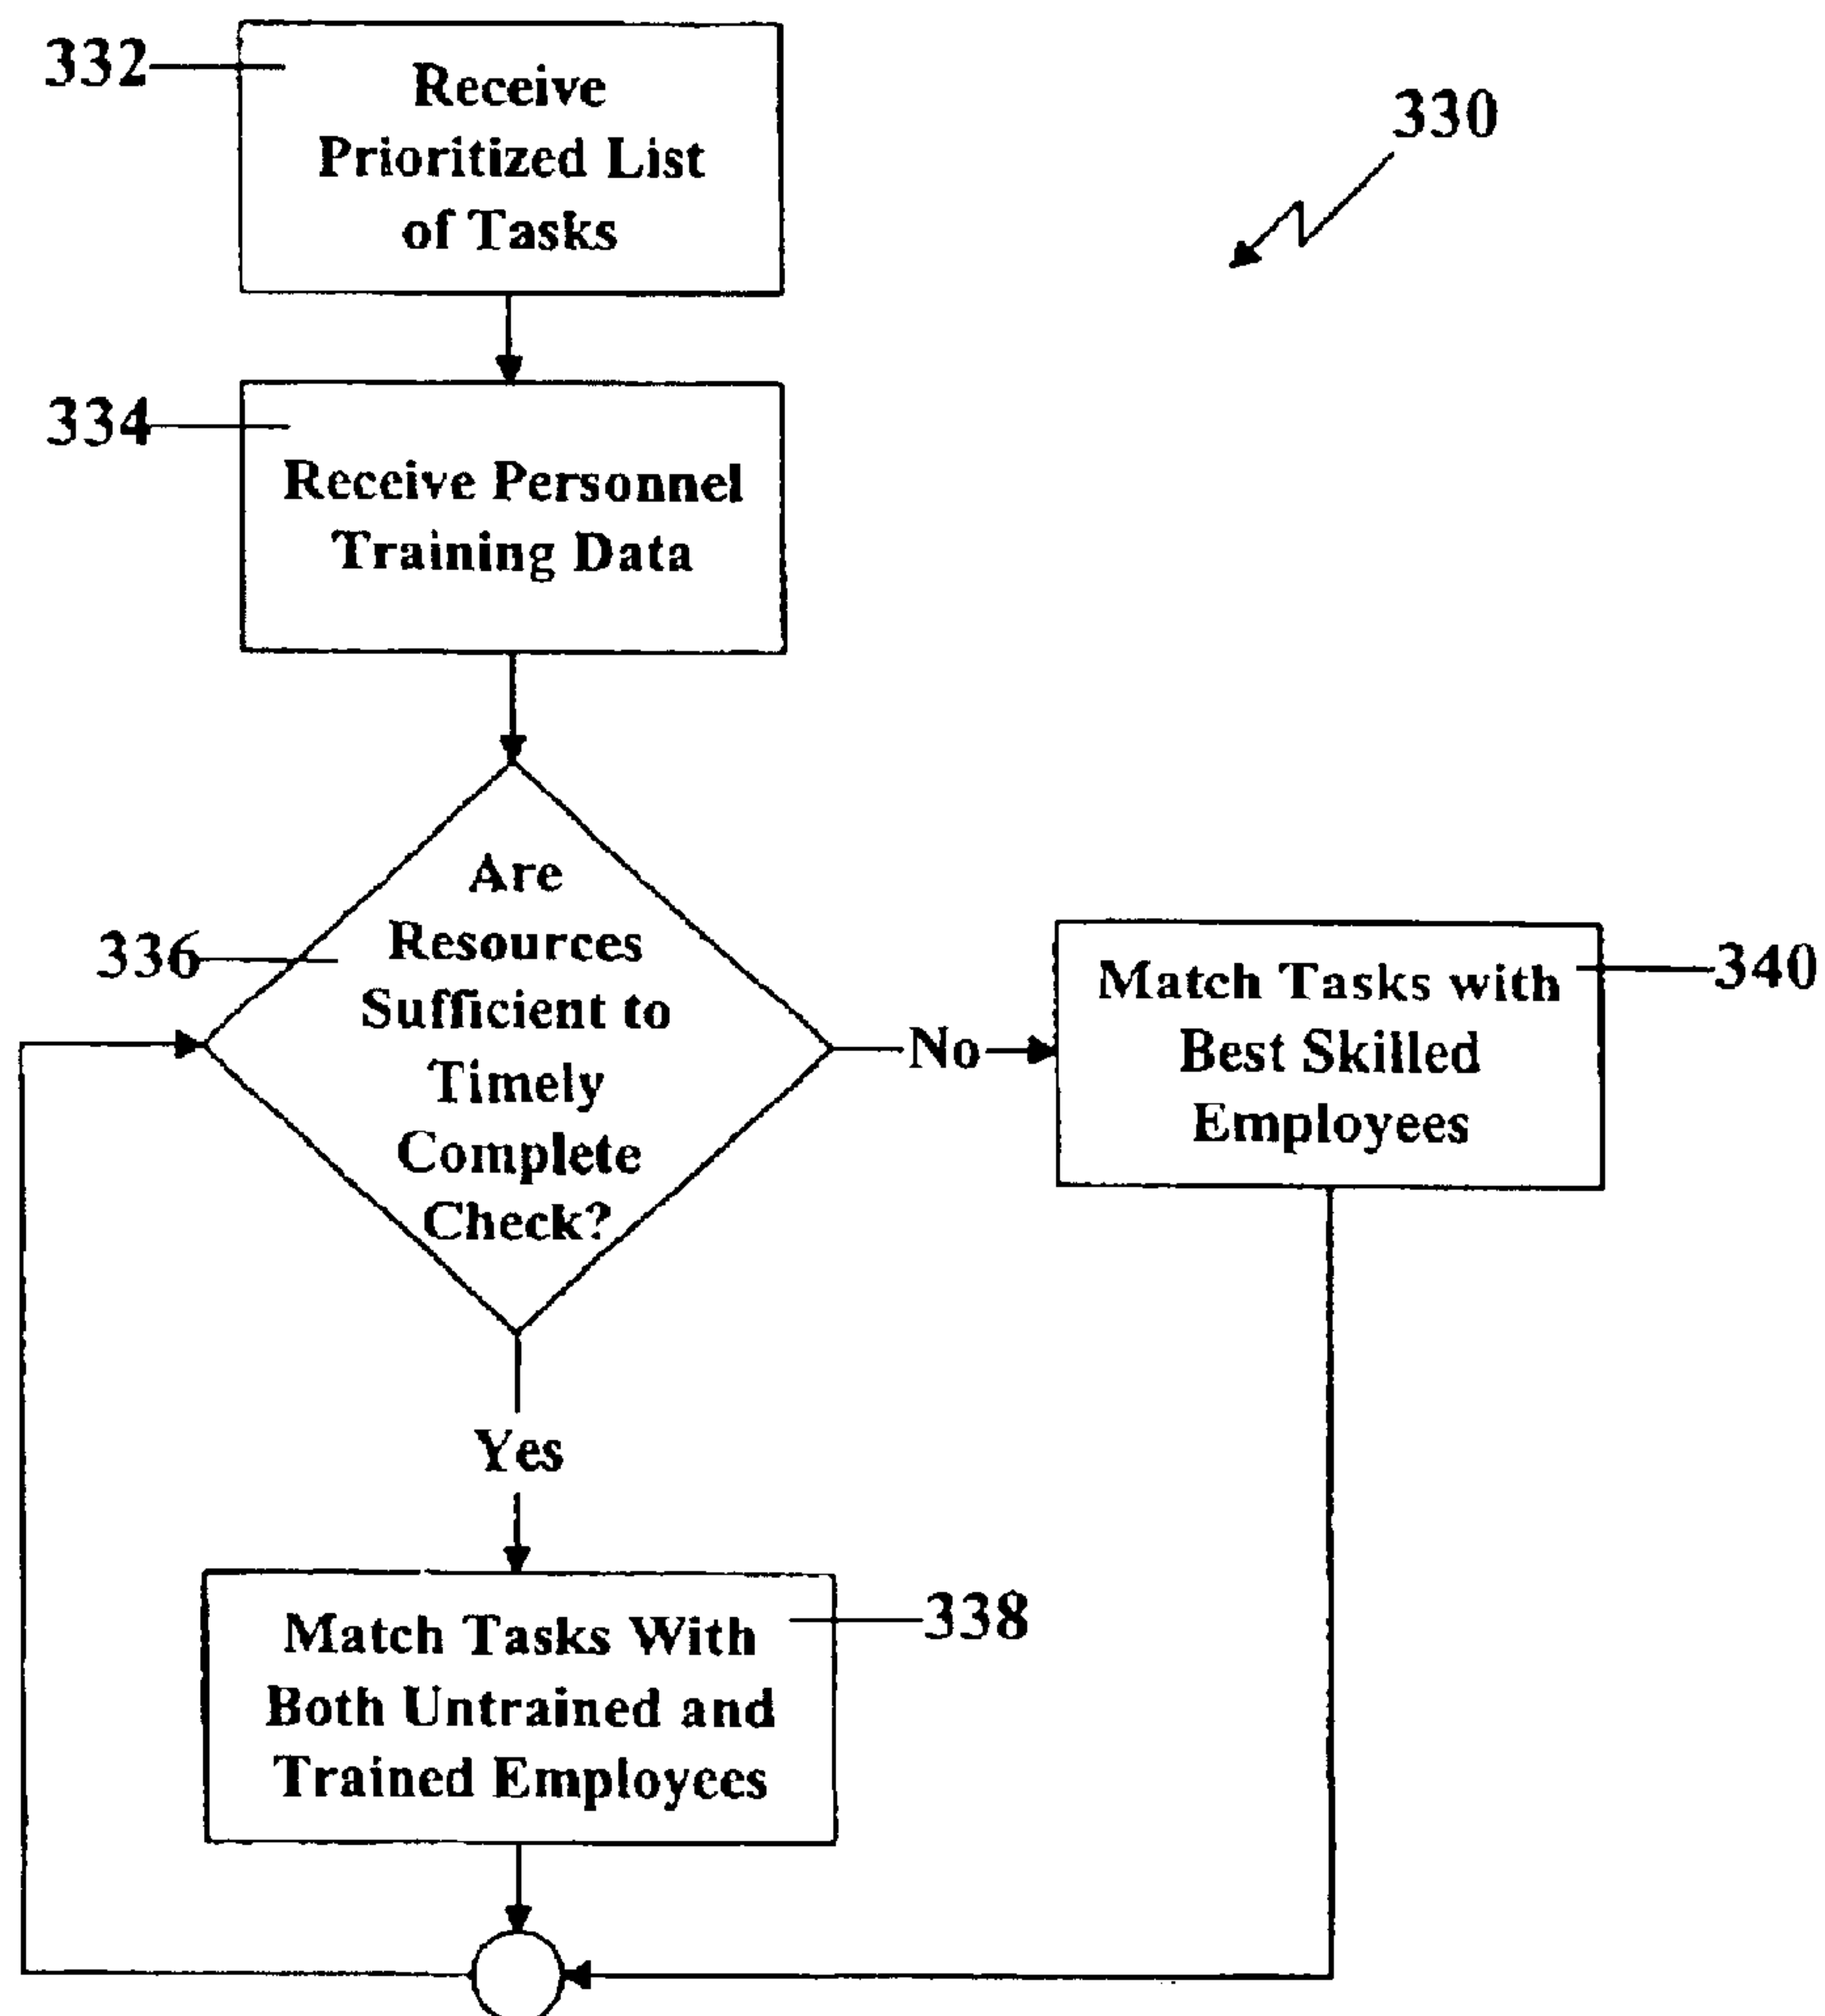 332
Receive
Prioritized List
of Tasks
330
334
Receive Personnel
Training Data
336
Are
Resources
Sufficient to
Timely
Complete
Check?
No
Match Tasks with
Best Skilled
Employees
340
Yes
Match Tasks With
Both Untrained and
Trained Employees
338